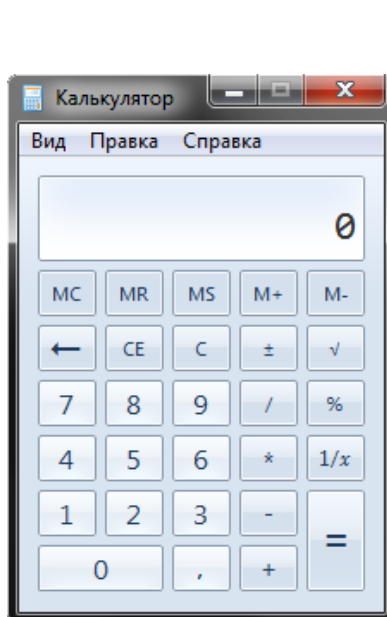 Калькулятор
Вид Правка Справка
0
MC MR MS M+ M-
← CE C ± √
7 8 9 / %
4 5 6 * 1/x
1 2 3 - =
0 , +